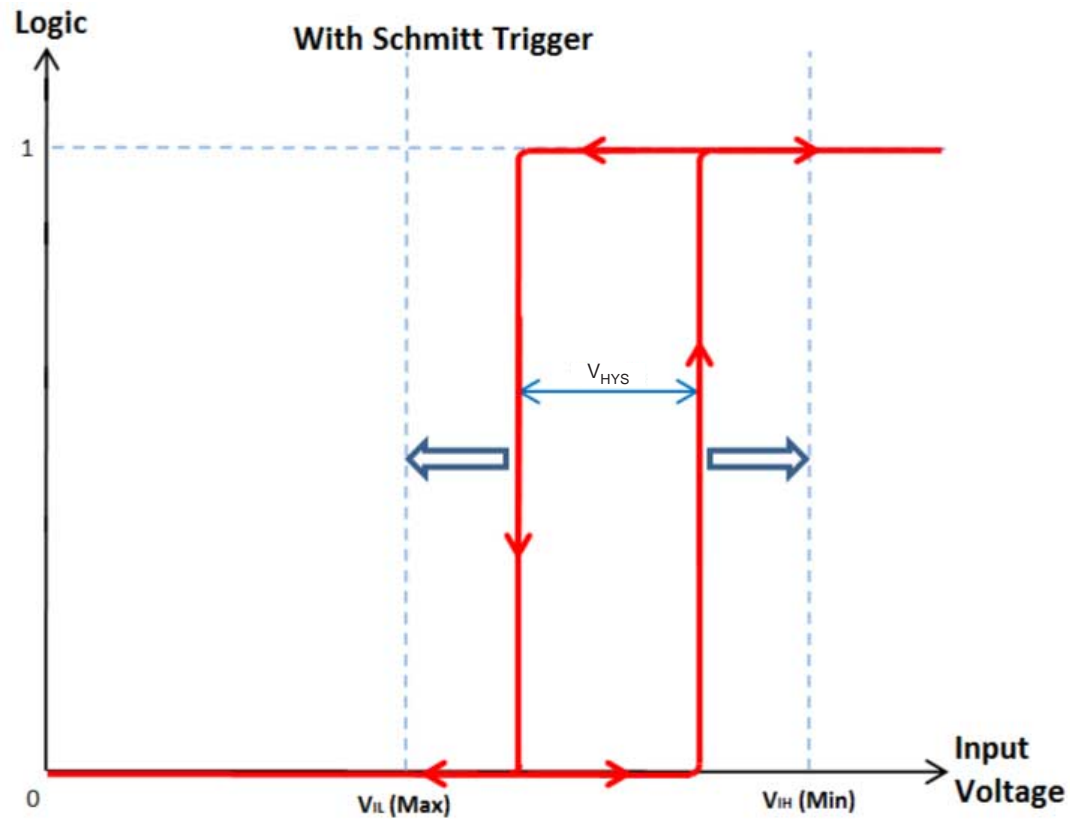 Logic
With Schmitt Trigger
1
VHYS
0
VIL (Max)
VIH (Min)
Input
Voltage